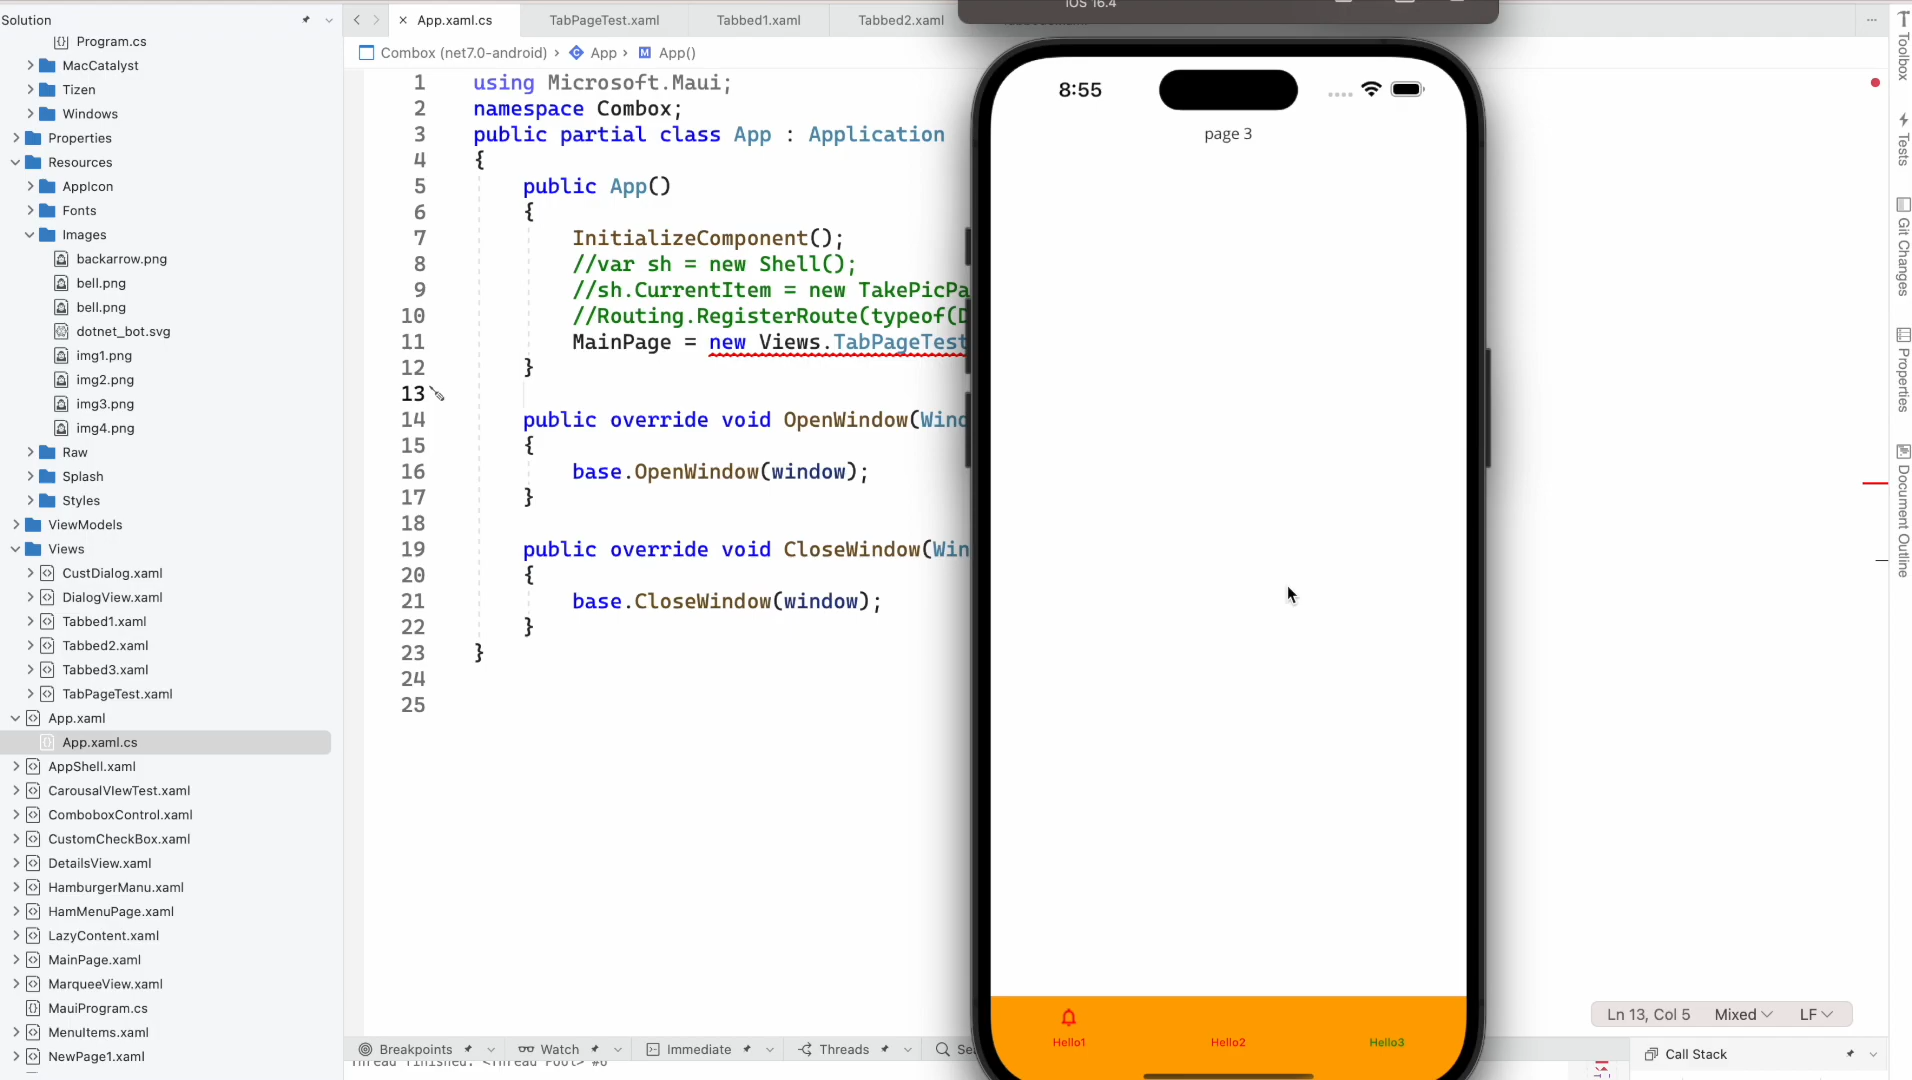 Solution
Program.cs
MacCatalyst
Tizen
Windows
Properties
Resources
AppIcon
Fonts
Images
backarrow.png
bell.png
bell.png
dotnet_bot.svg
img1.png
img2.png
img3.png
img4.png
Raw
Splash
Styles
ViewModels
Views
CustDialog.xaml
DialogView.xaml
Tabbed1.xaml
Tabbed2.xaml
Tabbed3.xaml
TabPageTest.xaml
App.xaml
App.xaml.cs
AppShell.xaml
CarousalVIewTest.xaml
ComboboxControl.xaml
CustomCheckBox.xaml
DetailsView.xaml
HamburgerManu.xaml
HamMenuPage.xaml
LazyContent.xaml
MainPage.xaml
MarqueeView.xaml
MauiProgram.cs
MenuItems.xaml
NewPage1.xaml
App.xaml.cs TabPageTest.xaml Tabbed1.xaml Tabbed2.xaml
Combox (net7.0-android) › App › App()
1 using Microsoft.Maui;
2 namespace Combox;
3 public partial class App : Application
4 {
5 public App()
6 {
7 InitializeComponent();
8 //var sh = new Shell();
9 //sh.CurrentItem = new TakePicPa
10 //Routing.RegisterRoute(typeof(D
11 MainPage = new Views.TabPageTest
12 }
13
14 public override void OpenWindow(Wind
15 {
16 base.OpenWindow(window);
17 }
18
19 public override void CloseWindow(Win
20 {
21 base.CloseWindow(window);
22 }
23 }
24
25
iOS 16.4
8:55
page 3
Hello1 Hello2 Hello3
Toolbox
Tests
Git Changes
Properties
Document Outline
Ln 13, Col 5 Mixed LF
Breakpoints Watch Immediate Threads
Call Stack
Thread finished: <Thread Pool> #6